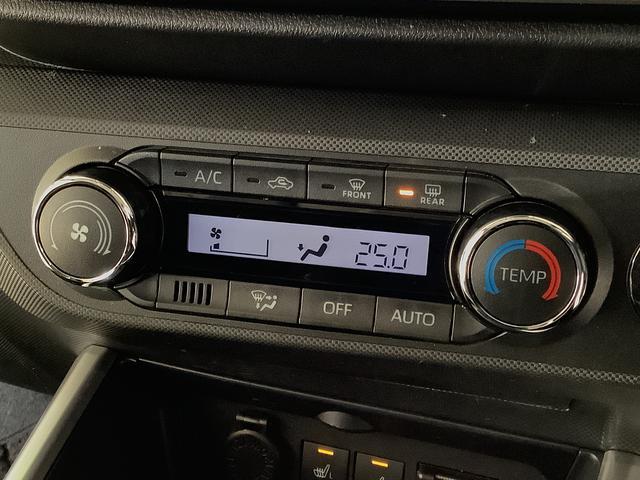 A/C
FRONT
REAR
25.0
TEMP
OFF
AUTO
L